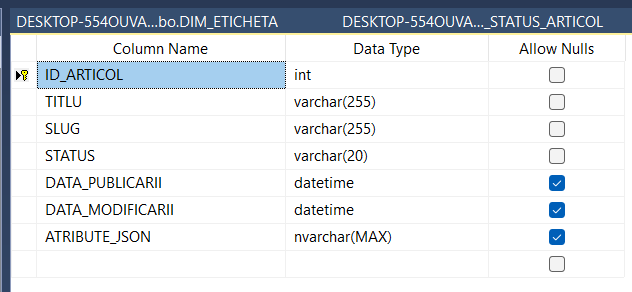 DESKTOP-554OUVA...bo.DIM_ETICHETA DESKTOP-554OUVA..._STATUS_ARTICOL
Column Name Data Type Allow Nulls
ID_ARTICOL int
TITLU varchar(255)
SLUG varchar(255)
STATUS varchar(20)
DATA_PUBLICARII datetime
DATA_MODIFICARII datetime
ATRIBUTE_JSON nvarchar(MAX)